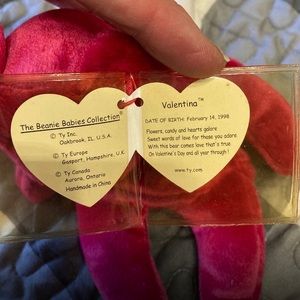 The Beanie Babies Collection®
© Ty Inc.
Oakbrook, IL. U.S.A.
© Ty Europe
Gasport, Hampshire, U.K.
© Ty Canada
Aurora, Ontario
Handmade in China
Valentina™
DATE OF BIRTH: February 14, 1998
Flowers, candy and hearts galore
Sweet words of love for those you adore
With this bear comes love that's true
On Valentine's Day and all year through!
www.ty.com